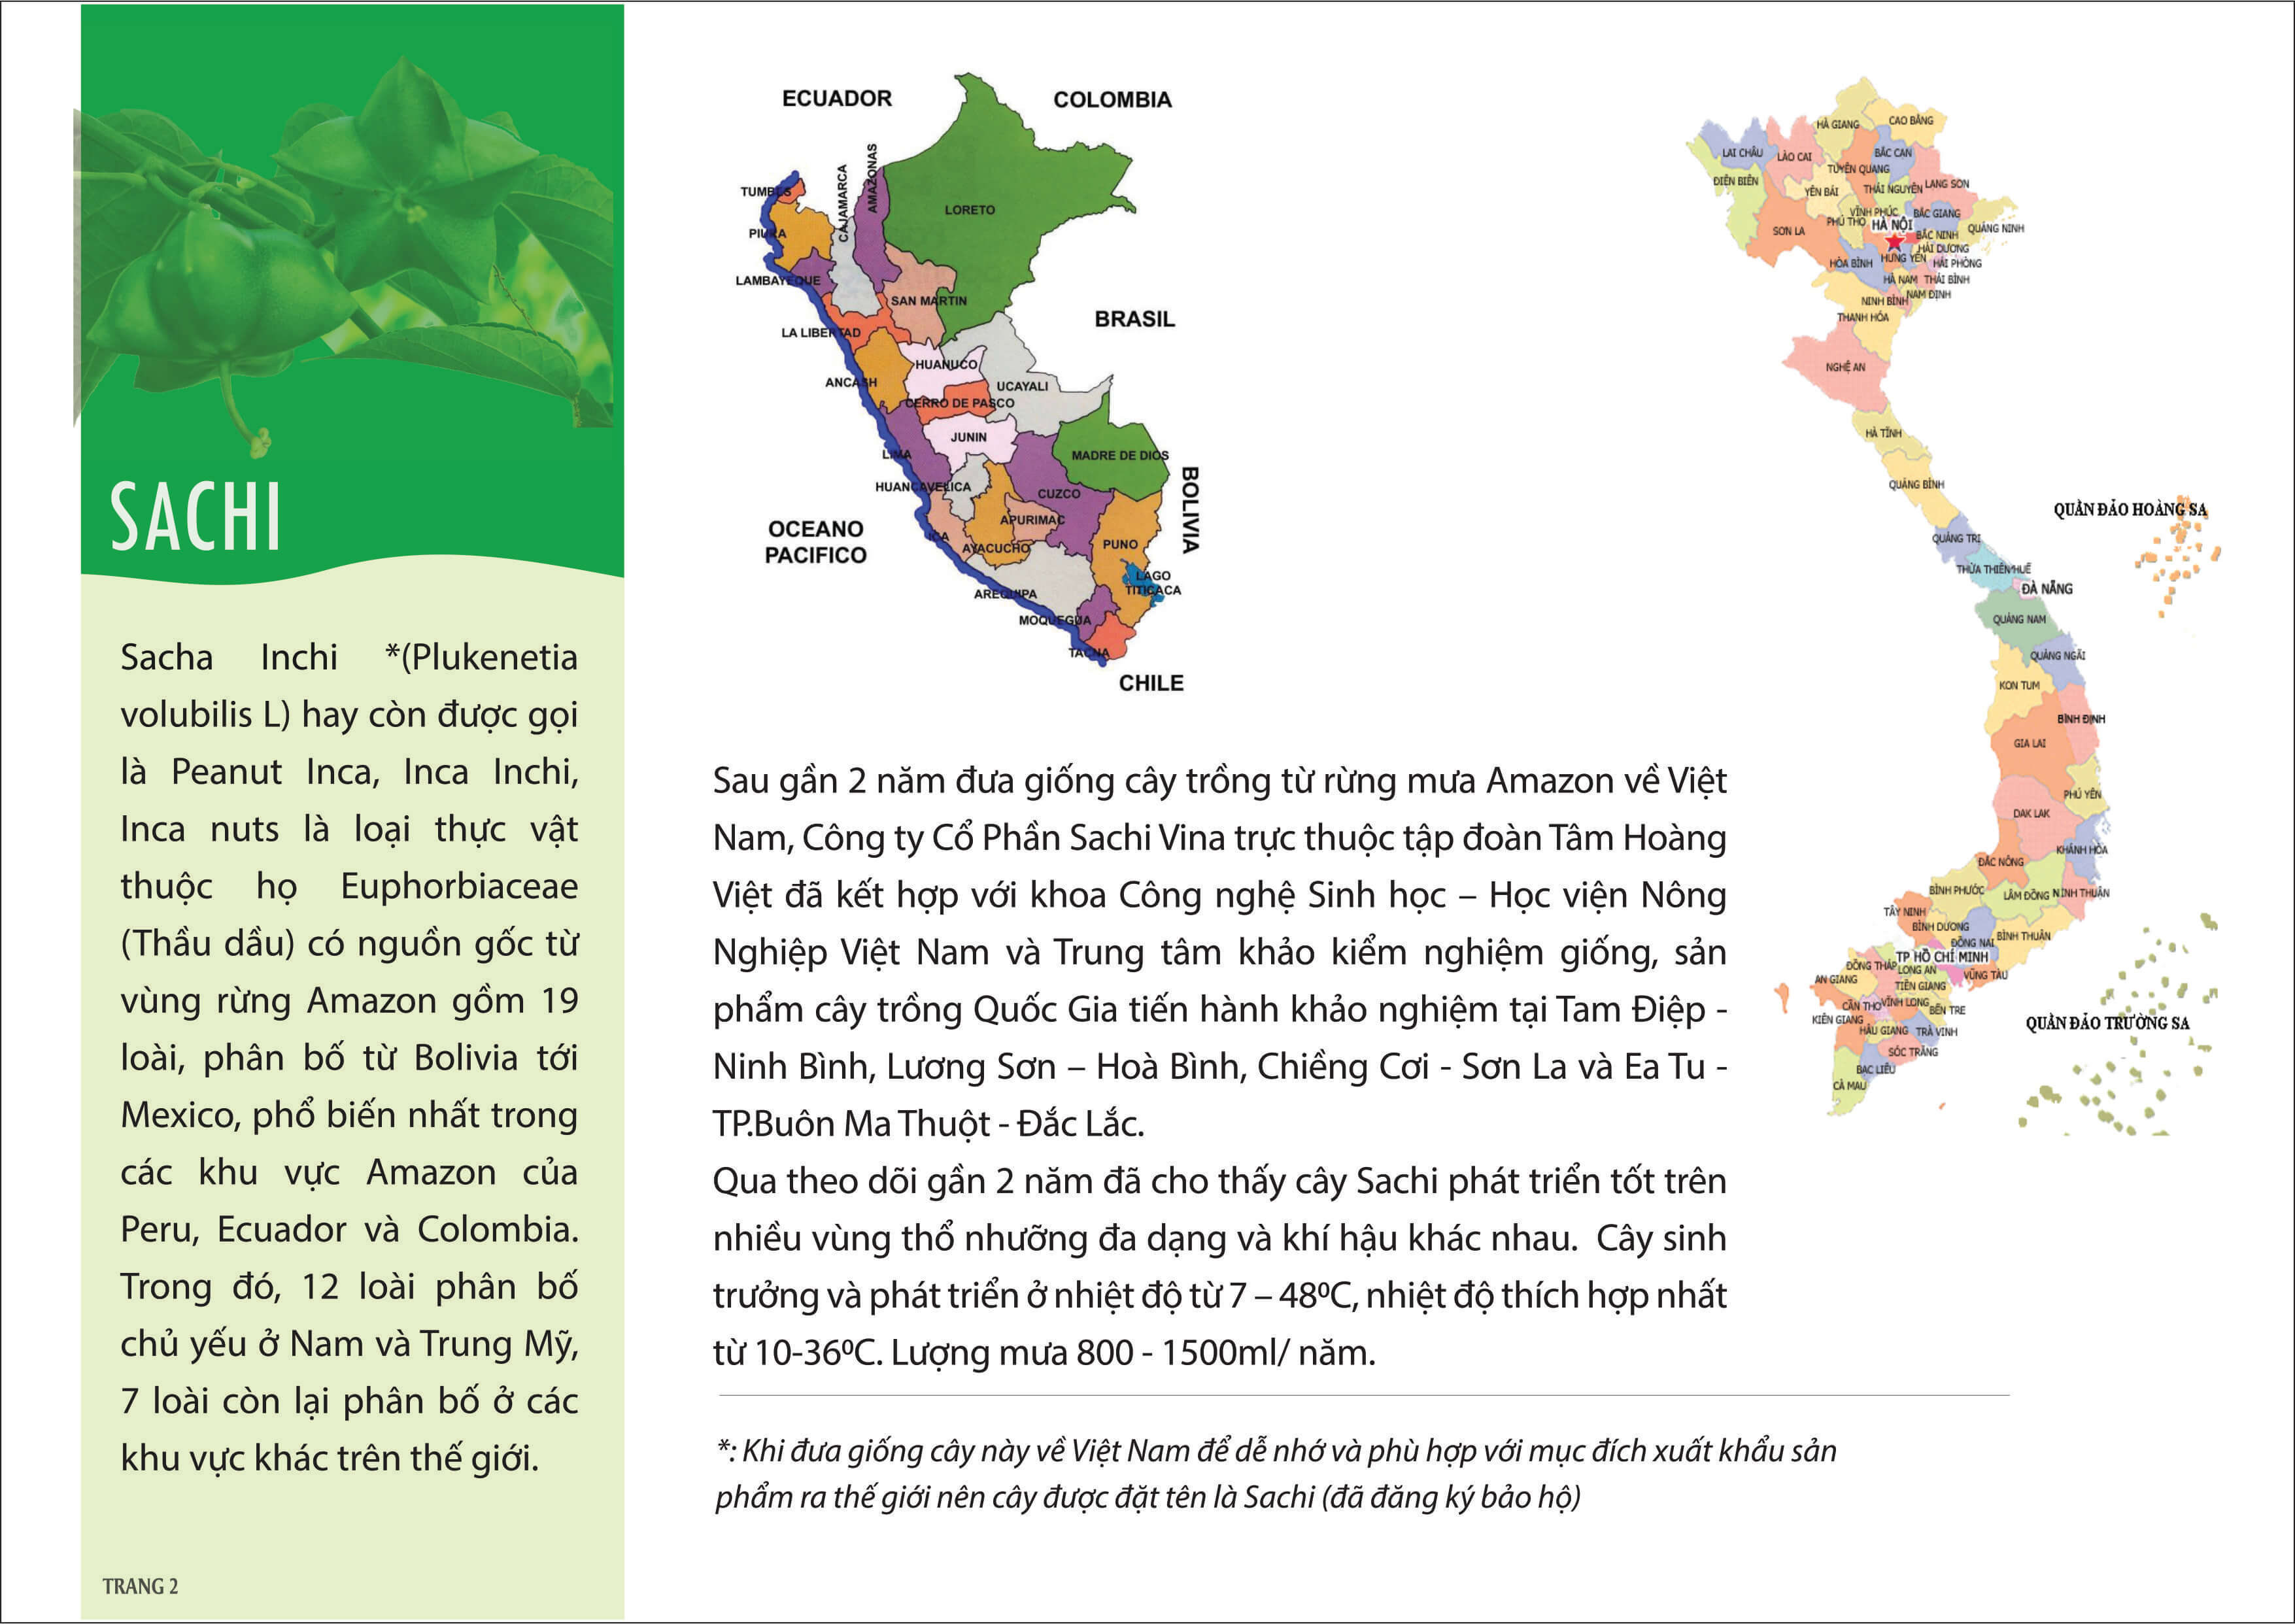 SACHI
Sacha Inchi *(Plukenetia
volubilis L) hay còn được gọi
là Peanut Inca, Inca Inchi,
Inca nuts là loại thực vật
thuộc họ Euphorbiaceae
(Thầu dầu) có nguồn gốc từ
vùng rừng Amazon gồm 19
loài, phân bố từ Bolivia tới
Mexico, phổ biến nhất trong
các khu vực Amazon của
Peru, Ecuador và Colombia.
Trong đó, 12 loài phân bố
chủ yếu ở Nam và Trung Mỹ,
7 loài còn lại phân bố ở các
khu vực khác trên thế giới.
TRANG 2
ECUADOR
COLOMBIA
TUMBES
CAJAMARCA
AMAZONAS
LORETO
PIURA
LAMBAYEQUE
SAN MARTIN
BRASIL
LA LIBERTAD
HUANUCO
ANCASH
UCAYALI
CERRO DE PASCO
JUNIN
LIMA
MADRE DE DIOS
HUANCAVELICA
CUZCO
BOLIVIA
OCEANO
PACIFICO
APURIMAC
ICA
AYACUCHO
PUNO
LAGO
TITICACA
AREQUIPA
MOQUEGUA
TACNA
CHILE
HÀ GIANG
CAO BẰNG
LAI CHÂU
LÀO CAI
BẮC CẠN
TUYÊN QUANG
ĐIỆN BIÊN
YÊN BÁI
THÁI NGUYÊN
LẠNG SƠN
VĨNH PHÚC
PHÚ THỌ
BẮC GIANG
HÀ NỘI
QUẢNG NINH
SƠN LA
BẮC NINH
HẢI DƯƠNG
HÒA BÌNH
HƯNG YÊN
HẢI PHÒNG
HÀ NAM
THÁI BÌNH
NINH BÌNH
NAM ĐỊNH
THANH HÓA
NGHỆ AN
HÀ TĨNH
QUẢNG BÌNH
QUẦN ĐẢO HOÀNG SA
QUẢNG TRỊ
THỪA THIÊN HUẾ
ĐÀ NẴNG
QUẢNG NAM
QUẢNG NGÃI
KON TUM
BÌNH ĐỊNH
GIA LAI
PHÚ YÊN
DAK LAK
KHÁNH HÒA
ĐẮC NÔNG
BÌNH PHƯỚC
LÂM ĐỒNG
NINH THUẬN
TÂY NINH
BÌNH DƯƠNG
ĐỒNG NAI
BÌNH THUẬN
TP HỒ CHÍ MINH
ĐỒNG THÁP
LONG AN
VŨNG TÀU
AN GIANG
TIỀN GIANG
CẦN THƠ
VĨNH LONG
BẾN TRE
KIÊN GIANG
HẬU GIANG
TRÀ VINH
QUẦN ĐẢO TRƯỜNG SA
SÓC TRĂNG
BẠC LIÊU
CÀ MAU
Sau gần 2 năm đưa giống cây trồng từ rừng mưa Amazon về Việt
Nam, Công ty Cổ Phần Sachi Vina trực thuộc tập đoàn Tâm Hoàng
Việt đã kết hợp với khoa Công nghệ Sinh học – Học viện Nông
Nghiệp Việt Nam và Trung tâm khảo kiểm nghiệm giống, sản
phẩm cây trồng Quốc Gia tiến hành khảo nghiệm tại Tam Điệp -
Ninh Bình, Lương Sơn – Hoà Bình, Chiềng Cơi - Sơn La và Ea Tu -
TP.Buôn Ma Thuột - Đắc Lắc.
Qua theo dõi gần 2 năm đã cho thấy cây Sachi phát triển tốt trên
nhiều vùng thổ nhưỡng đa dạng và khí hậu khác nhau. Cây sinh
trưởng và phát triển ở nhiệt độ từ 7 – 48⁰C, nhiệt độ thích hợp nhất
từ 10-36⁰C. Lượng mưa 800 - 1500ml/ năm.
*: Khi đưa giống cây này về Việt Nam để dễ nhớ và phù hợp với mục đích xuất khẩu sản
phẩm ra thế giới nên cây được đặt tên là Sachi (đã đăng ký bảo hộ)